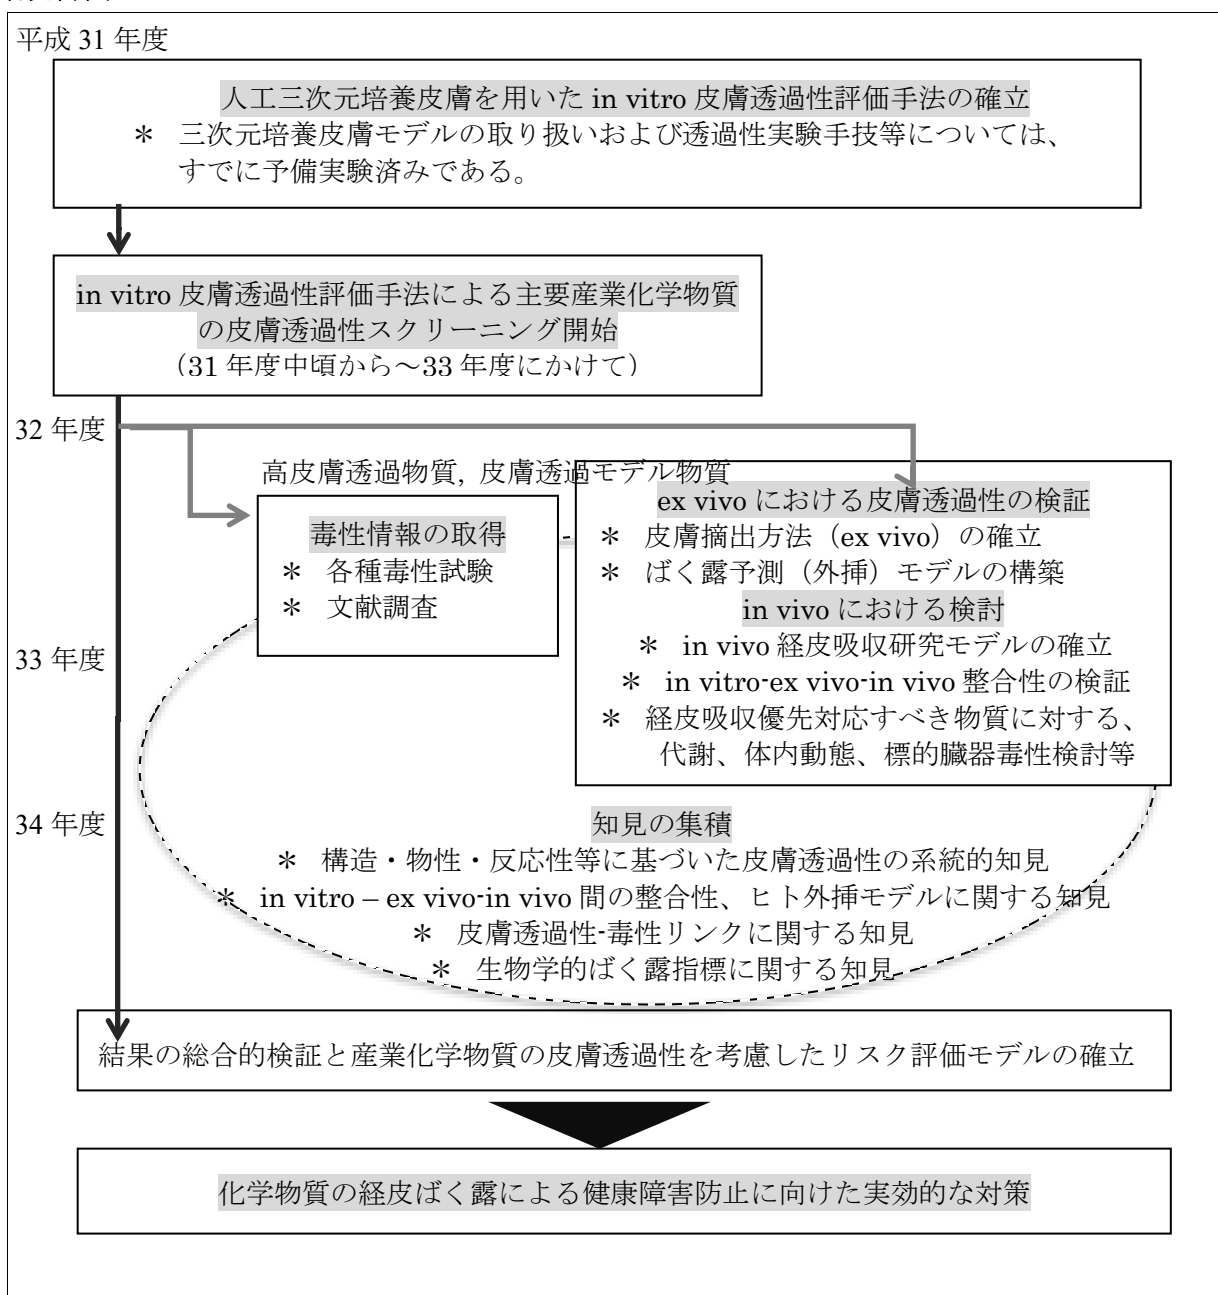 平成 31 年度
人工三次元培養皮膚を用いた in vitro 皮膚透過性評価手法の確立
＊ 三次元培養皮膚モデルの取り扱いおよび透過性実験手技等については、
すでに予備実験済みである。
in vitro 皮膚透過性評価手法による主要産業化学物質
の皮膚透過性スクリーニング開始
（31 年度中頃から～33 年度にかけて）
32 年度
高皮膚透過物質, 皮膚透過モデル物質
毒性情報の取得
＊ 各種毒性試験
＊ 文献調査
ex vivo における皮膚透過性の検証
＊ 皮膚摘出方法（ex vivo）の確立
＊ ばく露予測（外挿）モデルの構築
in vivo における検討
＊ in vivo 経皮吸収研究モデルの確立
＊ in vitro-ex vivo-in vivo 整合性の検証
＊ 経皮吸収優先対応すべき物質に対する、
代謝、体内動態、標的臓器毒性検討等
33 年度
34 年度
知見の集積
＊ 構造・物性・反応性等に基づいた皮膚透過性の系統的知見
＊ in vitro – ex vivo-in vivo 間の整合性、ヒト外挿モデルに関する知見
＊ 皮膚透過性-毒性リンクに関する知見
＊ 生物学的ばく露指標に関する知見
結果の総合的検証と産業化学物質の皮膚透過性を考慮したリスク評価モデルの確立
化学物質の経皮ばく露による健康障害防止に向けた実効的な対策